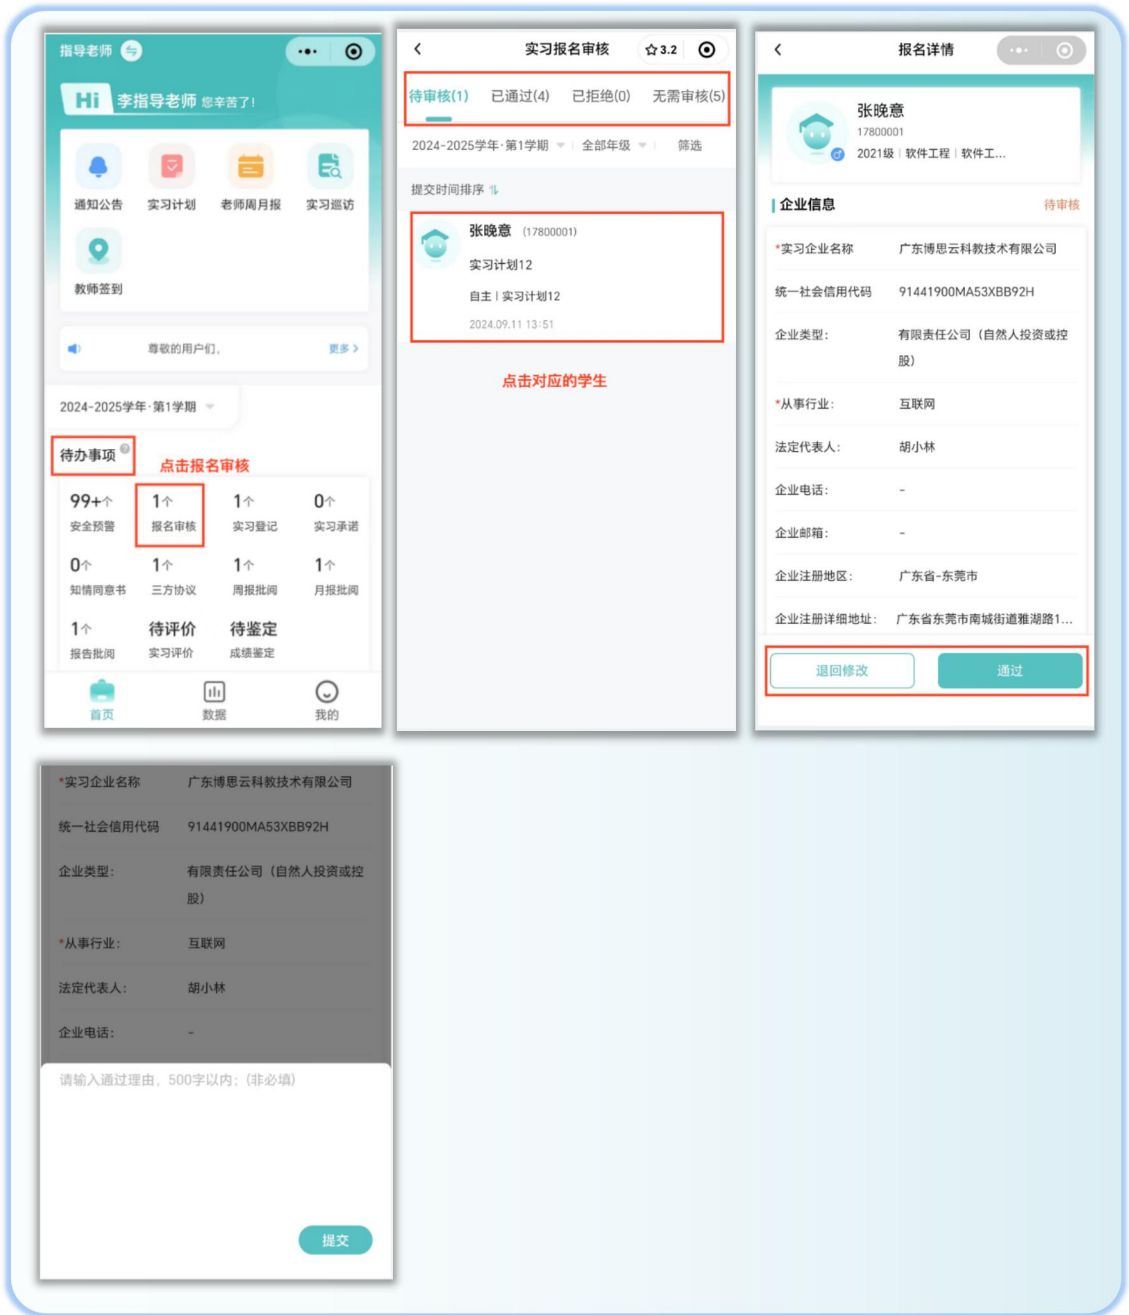 指导老师
Hi 李指导老师 您辛苦了!
通知公告 实习计划 老师周月报 实习巡访
教师签到
尊敬的用户们, 更多 >
2024-2025学年·第1学期
待办事项
点击报名审核
99+个 1个 1个 0个
安全预警 报名审核 实习登记 实习承诺
0个 1个 1个 1个
知情同意书 三方协议 周报批阅 月报批阅
1个 待评价 待鉴定
报告批阅 实习评价 成绩鉴定
首页 数据 我的
实习报名审核 3.2
待审核(1) 已通过(4) 已拒绝(0) 无需审核(5)
2024-2025学年·第1学期 全部年级 筛选
提交时间排序
张晚意 (17800001)
实习计划12
自主 | 实习计划12
2024.09.11 13:51
点击对应的学生
报名详情
张晚意
17800001
2021级 | 软件工程 | 软件工...
企业信息 待审核
*实习企业名称 广东博思云科教技术有限公司
统一社会信用代码 91441900MA53XBB92H
企业类型: 有限责任公司(自然人投资或控
股)
*从事行业: 互联网
法定代表人: 胡小林
企业电话: -
企业邮箱: -
企业注册地区: 广东省-东莞市
企业注册详细地址: 广东省东莞市南城街道雅湖路1...
退回修改 通过
*实习企业名称 广东博思云科教技术有限公司
统一社会信用代码 91441900MA53XBB92H
企业类型: 有限责任公司(自然人投资或控
股)
*从事行业: 互联网
法定代表人: 胡小林
企业电话: -
请输入通过理由, 500字以内; (非必填)
提交